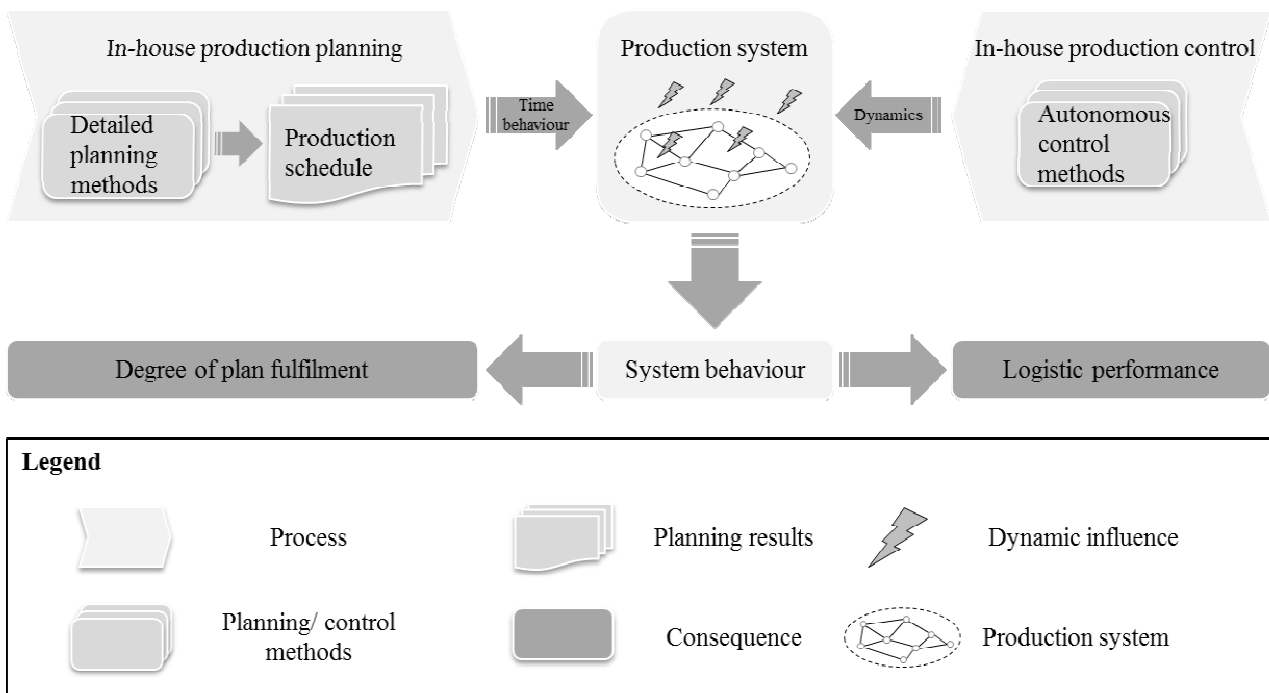 In-house production planning
Detailed
planning
methods
Production
schedule
Time
behaviour
Production system
Dynamics
In-house production control
Autonomous
control
methods
Degree of plan fulfilment
System behaviour
Logistic performance
Legend
Process
Planning results
Dynamic influence
Planning/ control
methods
Consequence
Production system